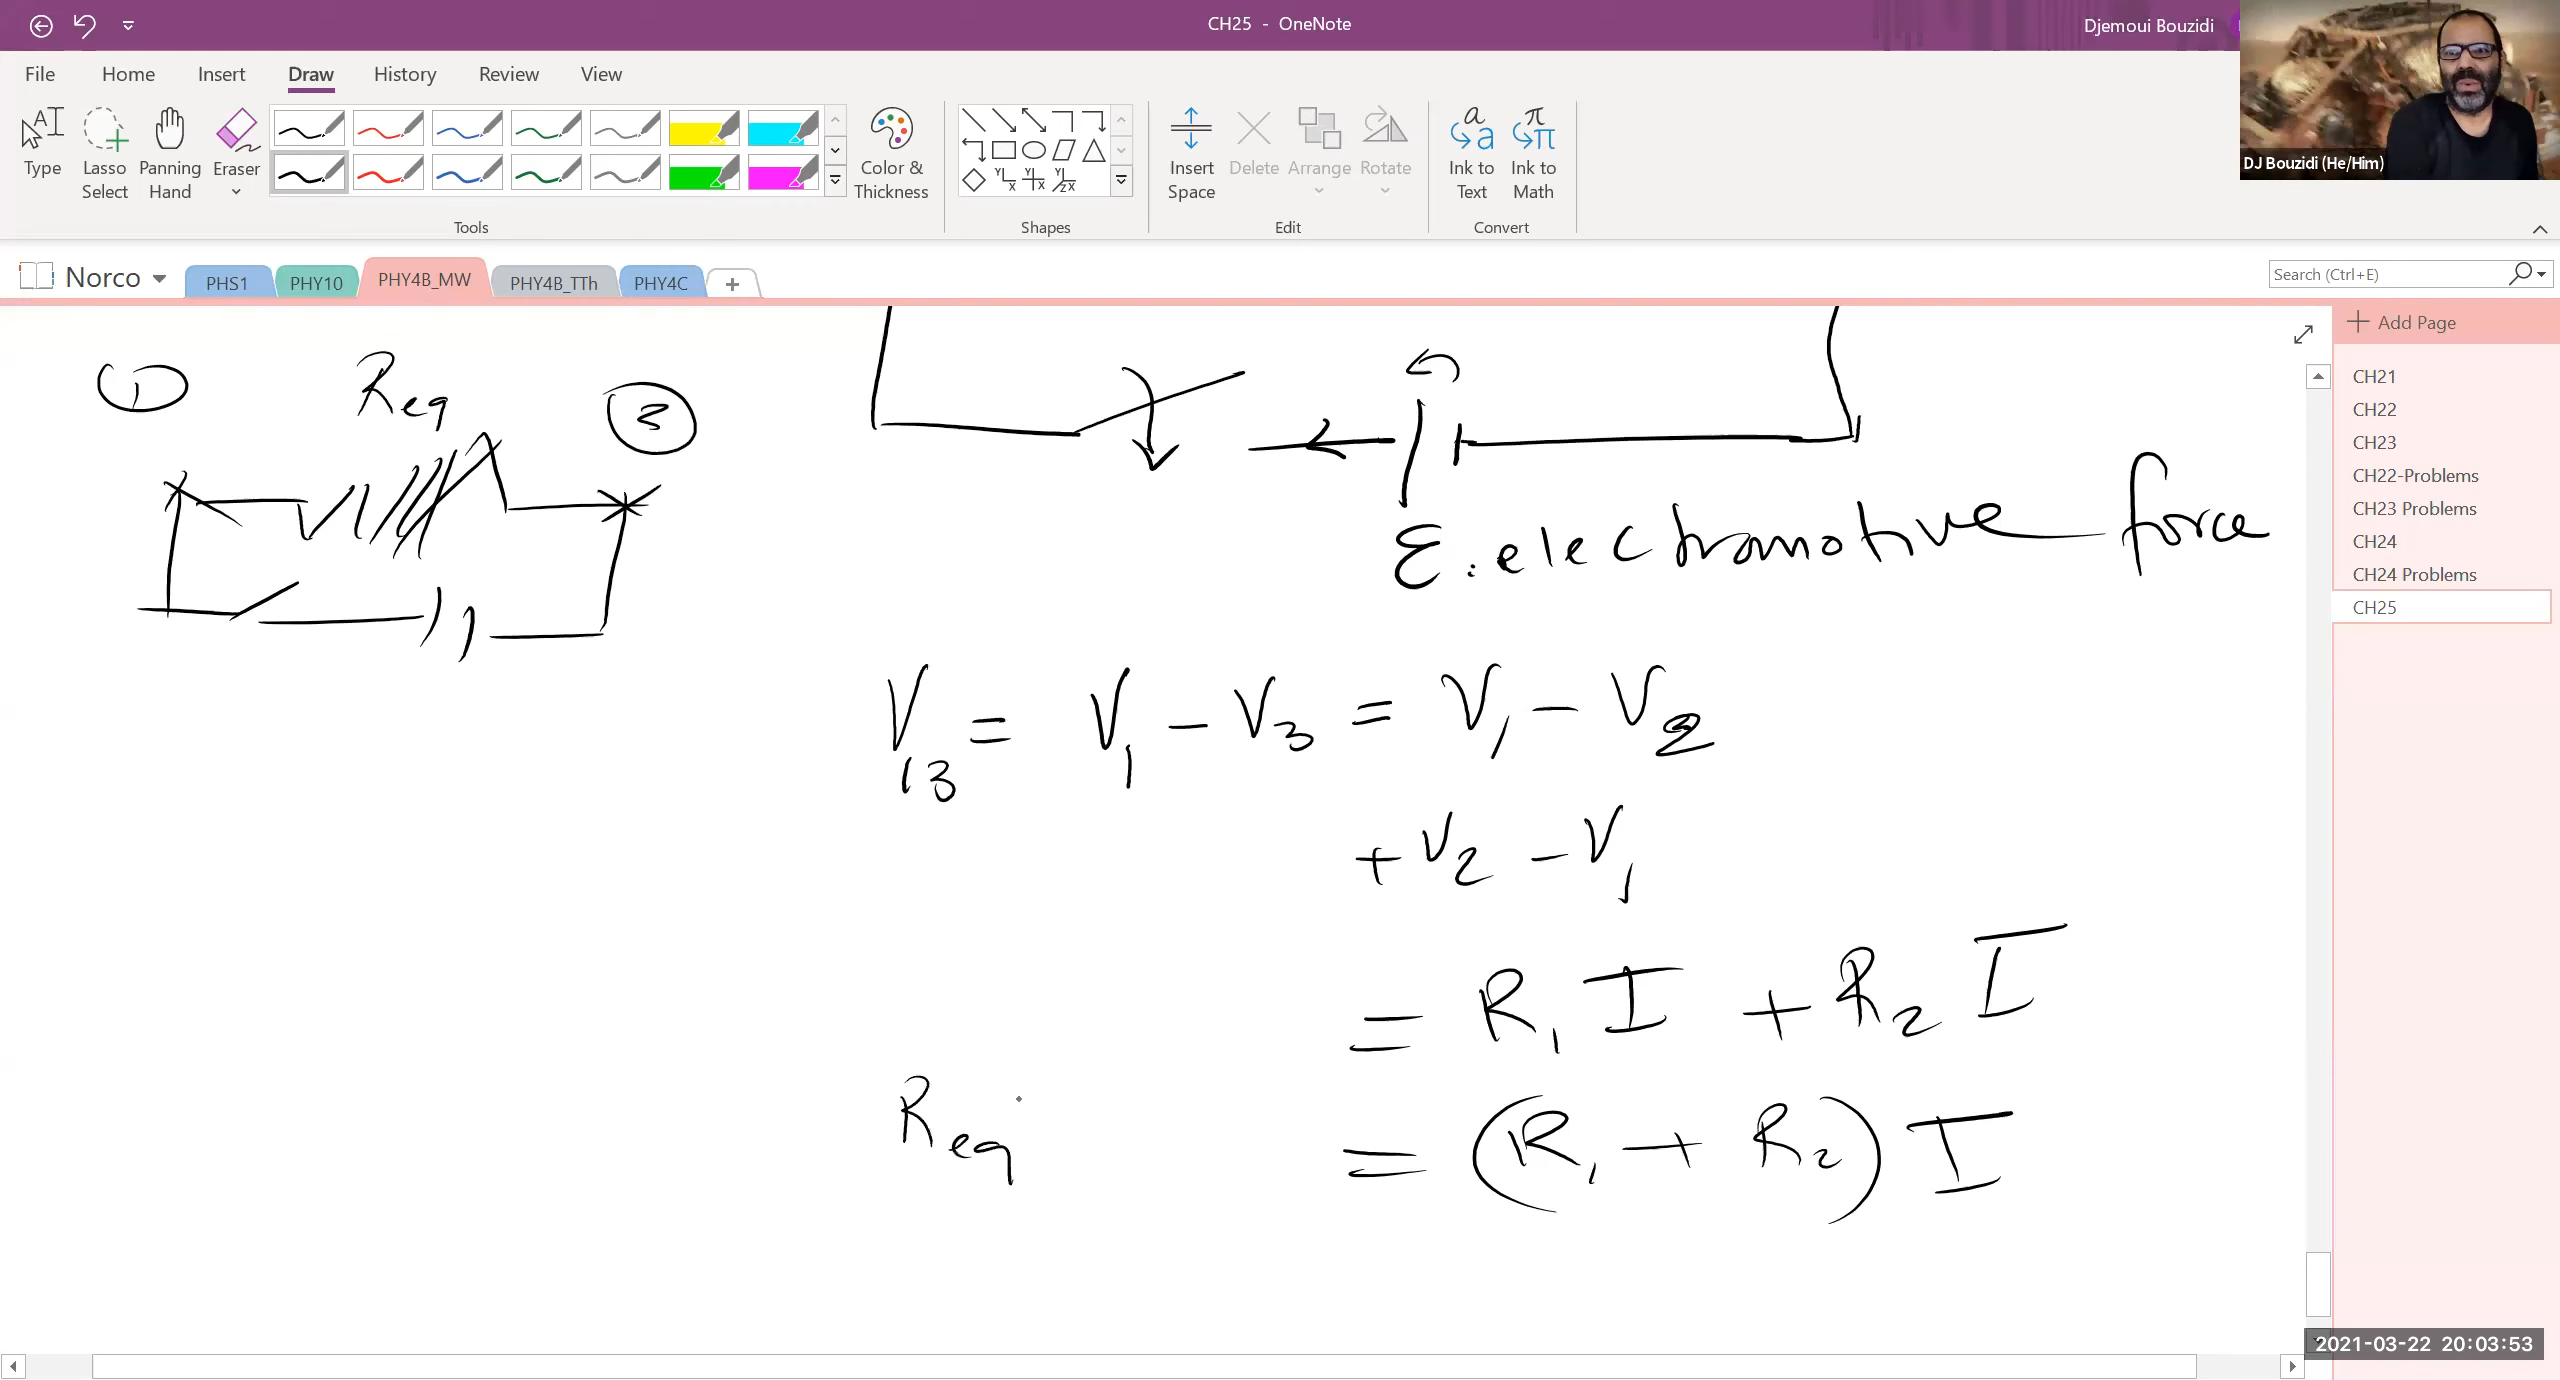 CH25 - OneNote
Djemoui Bouzidi
File Home Insert Draw History Review View
Type
Lasso Select
Panning Hand
Eraser
Color & Thickness
Insert Space
Delete
Arrange
Rotate
Ink to Text
Ink to Math
Tools
Shapes
Edit
Convert
DJ Bouzidi (He/Him)
Norco
PHS1
PHY10
PHY4B_MW
PHY4B_TTh
PHY4C
Search (Ctrl+E)
Add Page
CH21
CH22
CH23
CH22-Problems
CH23 Problems
CH24
CH24 Problems
CH25
1 Req 3
ε: electromotive force
V13 = V1 - V3 = V1 - V2
+ V2 - V1
= R1 I + R2 I
Req = (R1 + R2) I
2021-03-22 20:03:53